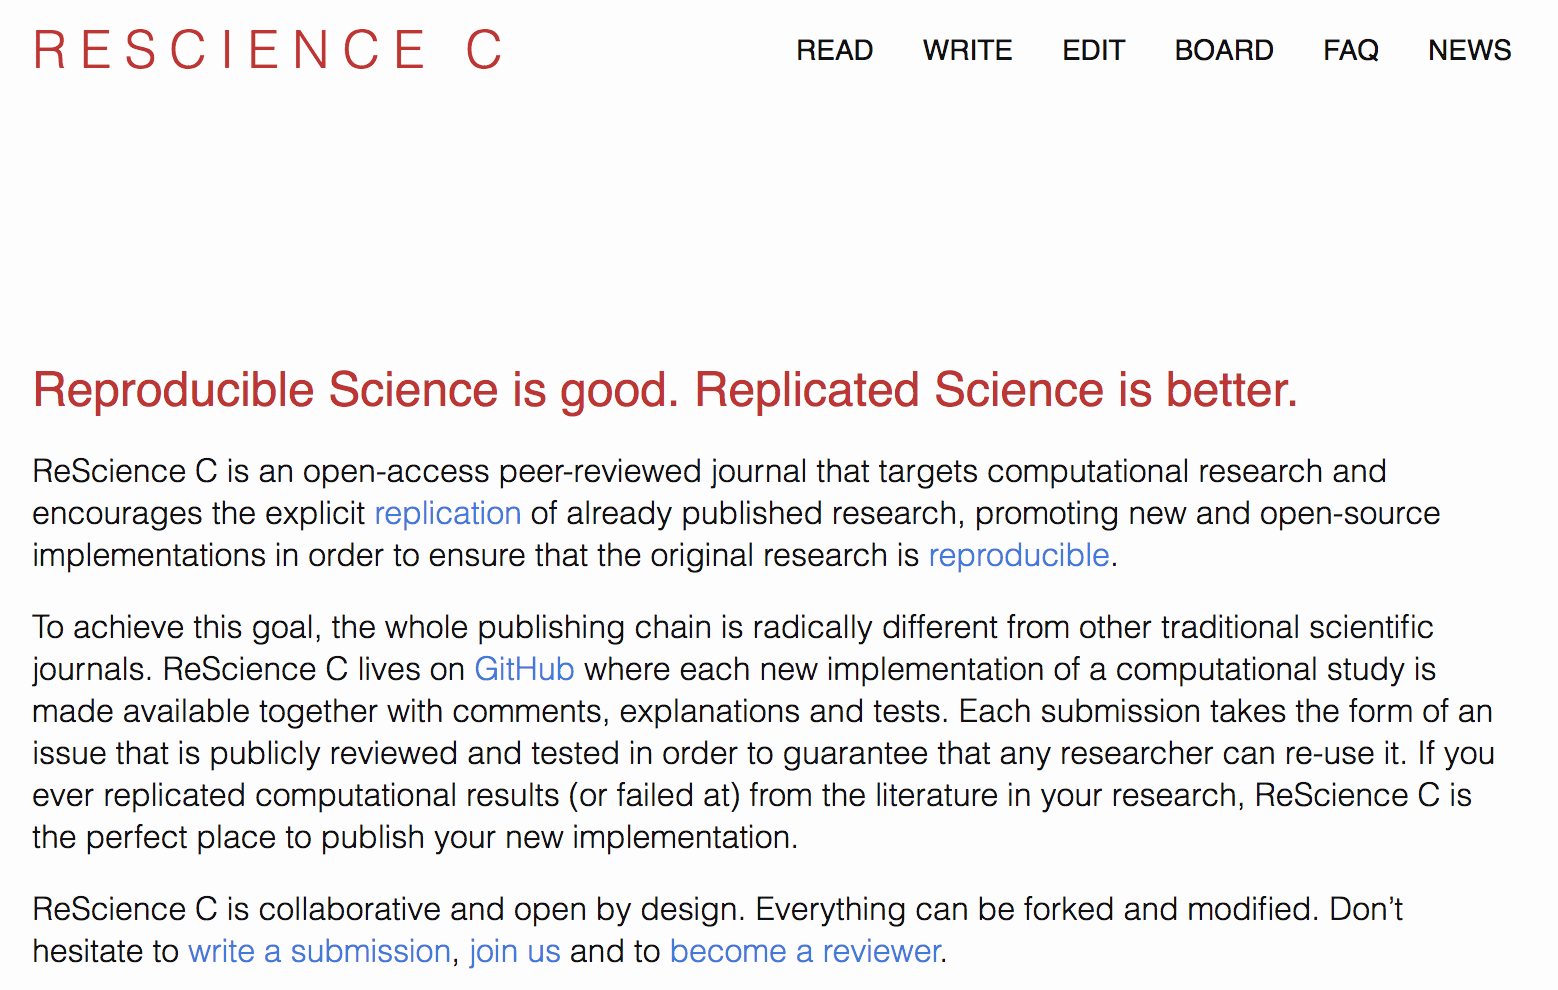 RESCIENCE C
READ WRITE EDIT BOARD FAQ NEWS
Reproducible Science is good. Replicated Science is better.
ReScience C is an open-access peer-reviewed journal that targets computational research and
encourages the explicit replication of already published research, promoting new and open-source
implementations in order to ensure that the original research is reproducible.
To achieve this goal, the whole publishing chain is radically different from other traditional scientific
journals. ReScience C lives on GitHub where each new implementation of a computational study is
made available together with comments, explanations and tests. Each submission takes the form of an
issue that is publicly reviewed and tested in order to guarantee that any researcher can re-use it. If you
ever replicated computational results (or failed at) from the literature in your research, ReScience C is
the perfect place to publish your new implementation.
ReScience C is collaborative and open by design. Everything can be forked and modified. Don’t
hesitate to write a submission, join us and to become a reviewer.